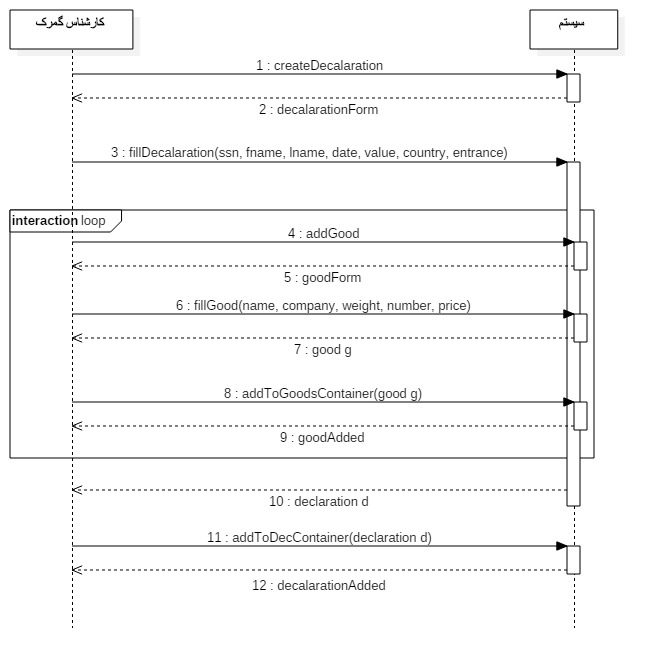 کارشناس گمرک
سیستم
1 : createDecalaration
2 : decalarationForm
3 : fillDecalaration(ssn, fname, lname, date, value, country, entrance)
interaction loop
4 : addGood
5 : goodForm
6 : fillGood(name, company, weight, number, price)
7 : good g
8 : addToGoodsContainer(good g)
9 : goodAdded
10 : declaration d
11 : addToDecContainer(declaration d)
12 : decalarationAdded